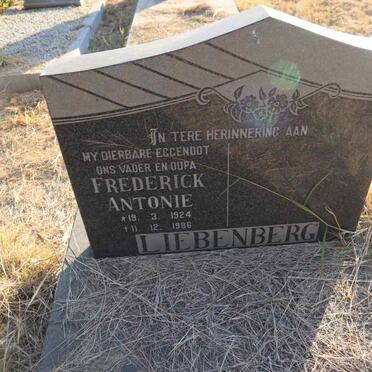 IN TERE HERINNERING AAN
MY DIERBARE EGGENOOT
ONS VADER EN OUPA
FREDERICK
ANTONIE
* 19. 3. 1924
† 11. 12. 1986
LIEBENBERG